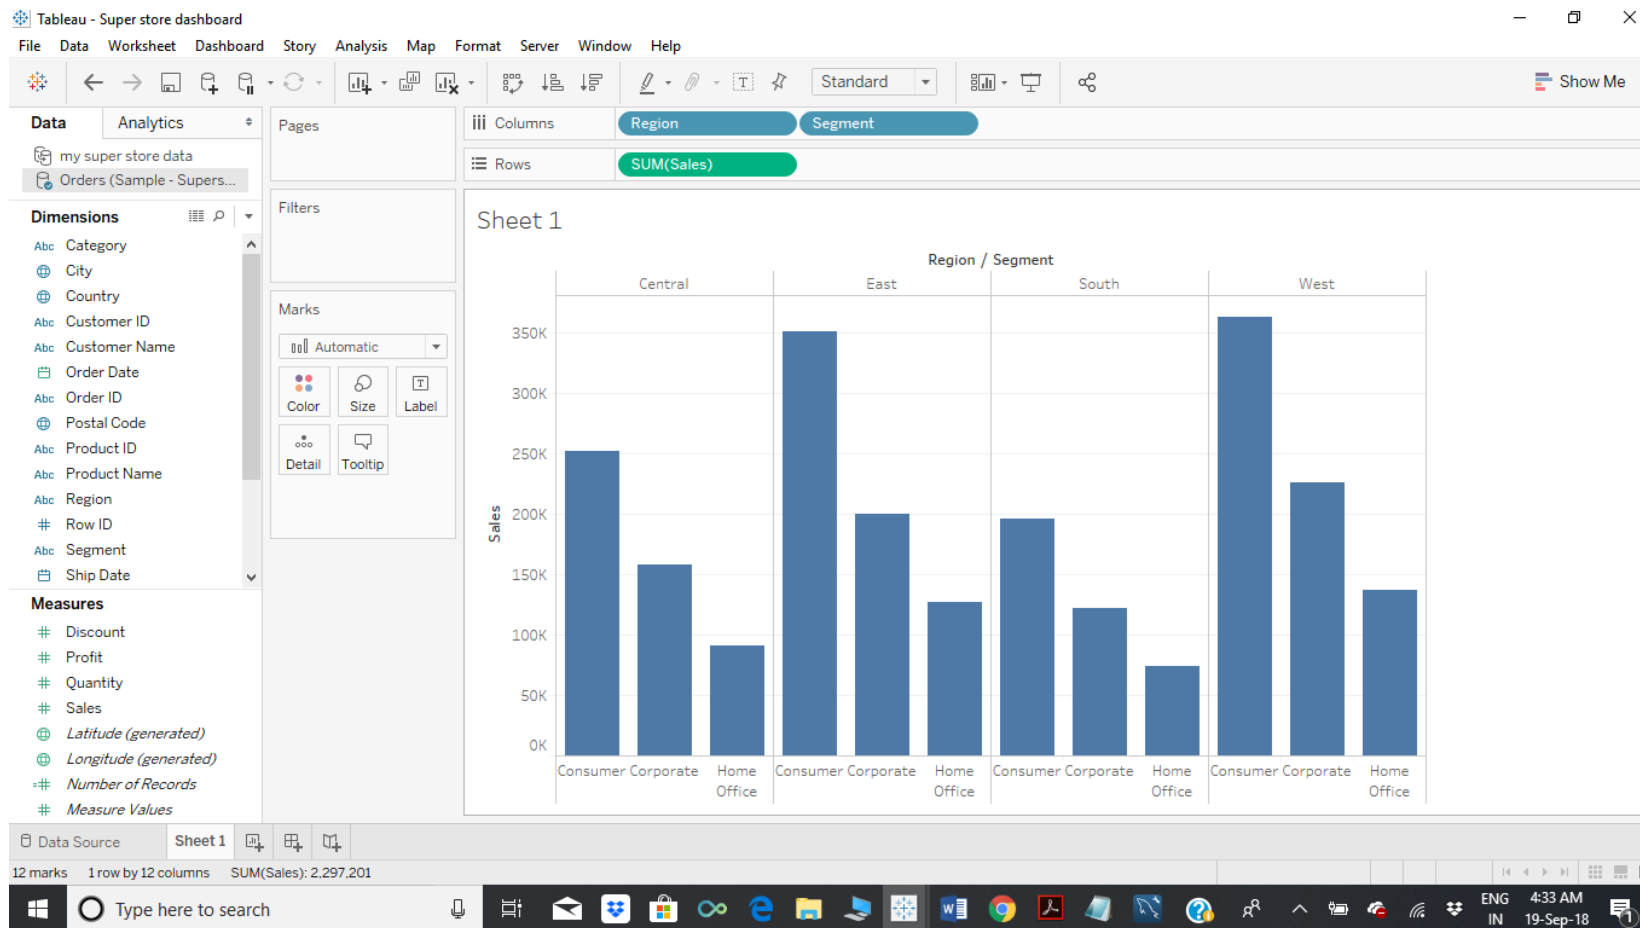 Tableau - Super store dashboard
File Data Worksheet Dashboard Story Analysis Map Format Server Window Help
Standard
Show Me
Data Analytics
my super store data
Orders (Sample - Supers...
Dimensions
Abc Category
City
Country
Abc Customer ID
Abc Customer Name
Order Date
Abc Order ID
Postal Code
Abc Product ID
Abc Product Name
Abc Region
# Row ID
Abc Segment
Ship Date
Measures
# Discount
# Profit
# Quantity
# Sales
Latitude (generated)
Longitude (generated)
=# Number of Records
# Measure Values
Pages
Filters
Marks
Automatic
Color Size Label
Detail Tooltip
Columns Region Segment
Rows SUM(Sales)
Sheet 1
Region / Segment
Central East South West
Sales
350K
300K
250K
200K
150K
100K
50K
0K
Consumer Corporate Home Office Consumer Corporate Home Office Consumer Corporate Home Office Consumer Corporate Home Office
Data Source Sheet 1
12 marks 1 row by 12 columns SUM(Sales): 2,297,201
Type here to search
ENG
IN
4:33 AM
19-Sep-18
1